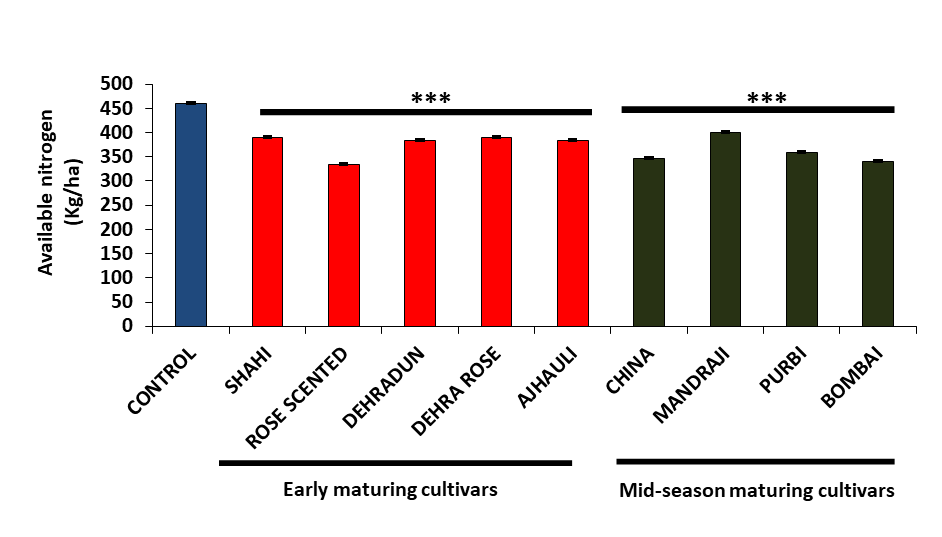 ***
***
500
450
400
350
300
250
200
150
100
50
0
Available nitrogen
(Kg/ha)
CONTROL
SHAHI
ROSE SCENTED
DEHRADUN
DEHRA ROSE
AJHAULI
CHINA
MANDRAJI
PURBI
BOMBAI
Early maturing cultivars
Mid-season maturing cultivars